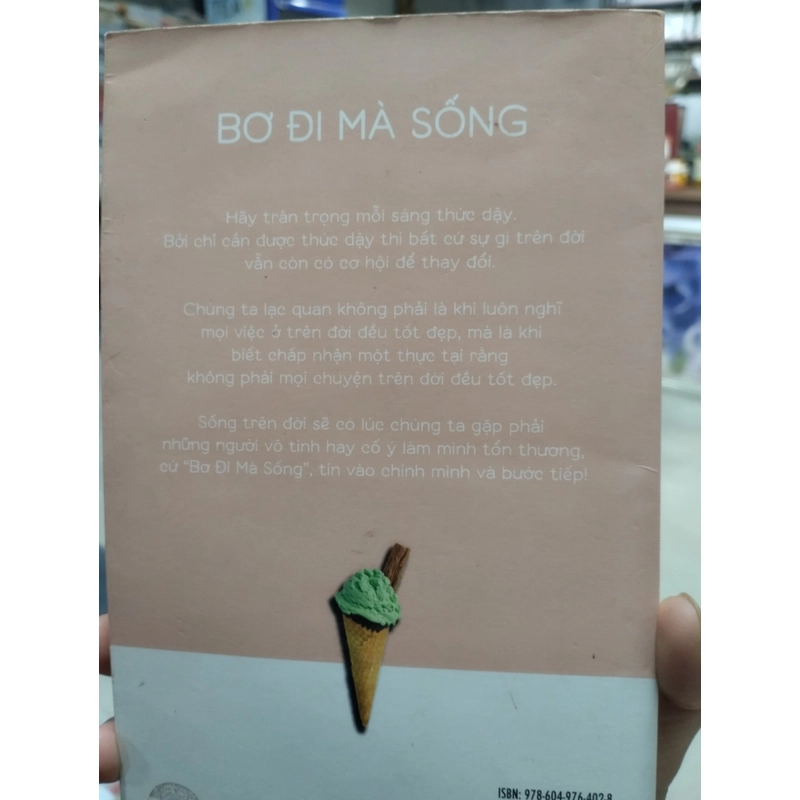 BƠ ĐI MÀ SỐNG
Hãy trân trọng mỗi sáng thức dậy.
Bởi chỉ cần được thức dậy thì bất cứ sự gì trên đời
vẫn còn có cơ hội để thay đổi.
Chúng ta lạc quan không phải là khi luôn nghĩ
mọi việc ở trên đời đều tốt đẹp, mà là khi
biết chấp nhận một thực tại rằng
không phải mọi chuyện trên đời đều tốt đẹp.
Sống trên đời sẽ có lúc chúng ta gặp phải
những người vô tình hay cố ý làm mình tổn thương,
cứ "Bơ Đi Mà Sống", tin vào chính mình và bước tiếp!
ISBN: 978-604-976-402-8